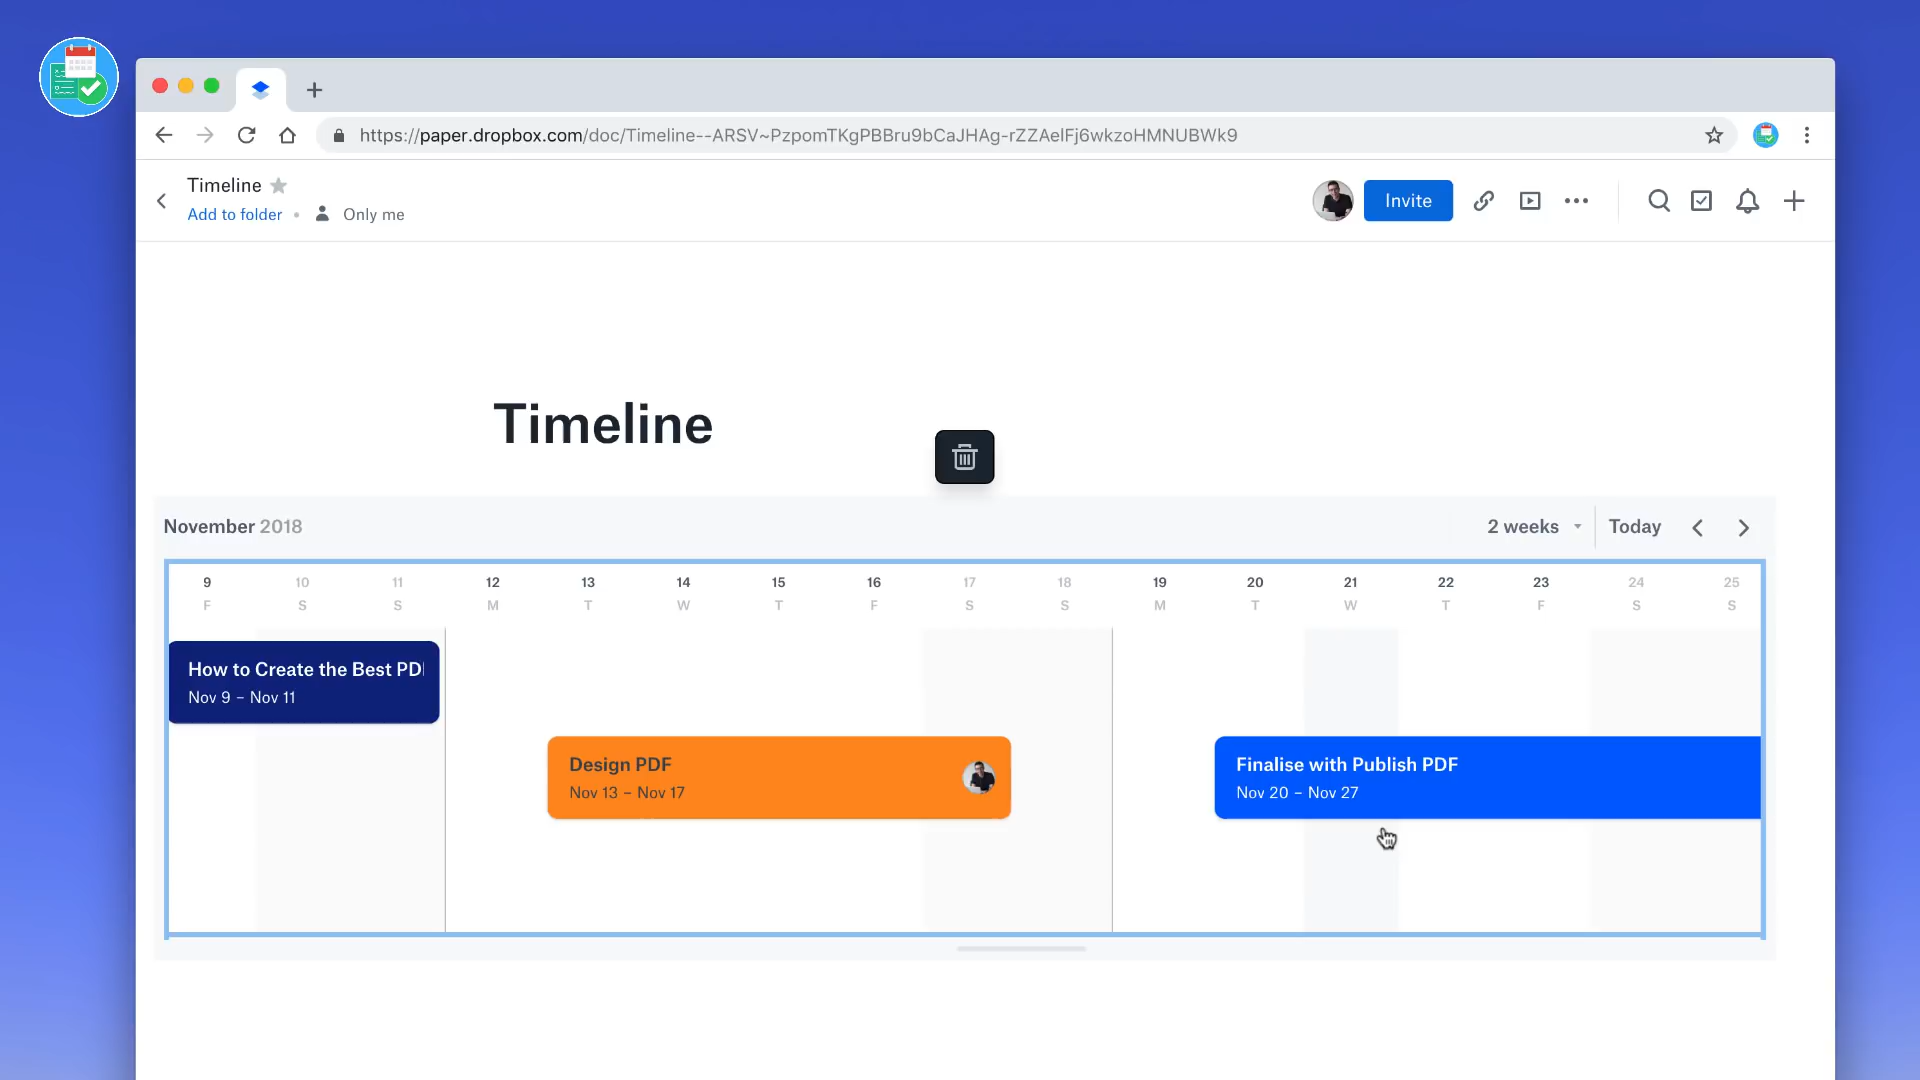 https://paper.dropbox.com/doc/Timeline--ARSV~PzpomTKgPBBru9bCaJHAg-rZZAelFj6wkzoHMNUBWk9
Timeline
Add to folder • Only me
Invite
Timeline
November 2018
2 weeks
Today
9 10 11 12 13 14 15 16 17 18 19 20 21 22 23 24 25
F S S M T W T F S S M T W T F S S
How to Create the Best PD
Nov 9 – Nov 11
Design PDF
Nov 13 – Nov 17
Finalise with Publish PDF
Nov 20 – Nov 27